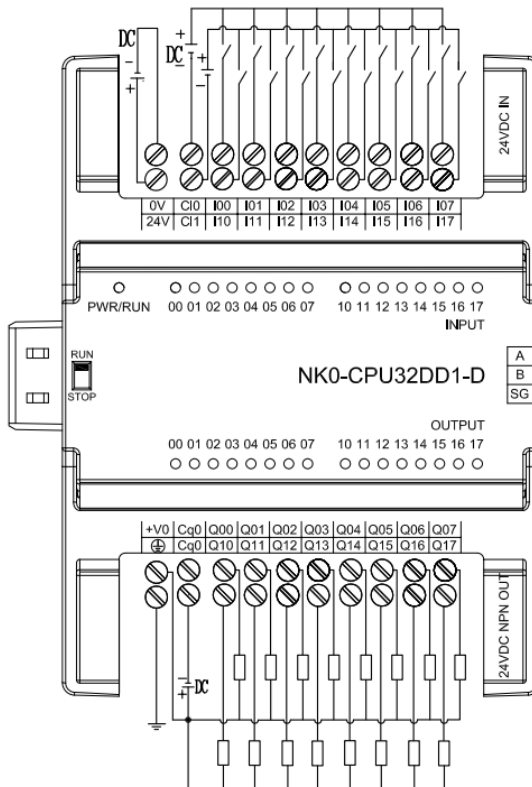 DC
DC
24VDC IN
0V CI0 I00 I01 I02 I03 I04 I05 I06 I07
24V CI1 I10 I11 I12 I13 I14 I15 I16 I17
PWR/RUN
00 01 02 03 04 05 06 07 10 11 12 13 14 15 16 17
INPUT
RUN
STOP
NK0-CPU32DD1-D
A
B
SG
OUTPUT
00 01 02 03 04 05 06 07 10 11 12 13 14 15 16 17
+V0 Cq0 Q00 Q01 Q02 Q03 Q04 Q05 Q06 Q07
Cq0 Q10 Q11 Q12 Q13 Q14 Q15 Q16 Q17
24VDC NPN OUT
DC